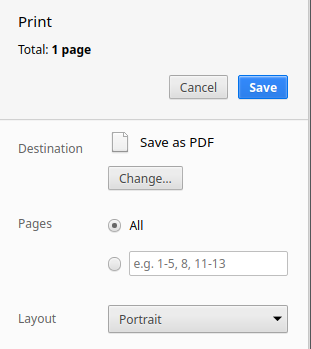 Print
Total: 1 page
Cancel
Save
Destination
Save as PDF
Change...
Pages
All
e.g. 1-5, 8, 11-13
Layout
Portrait